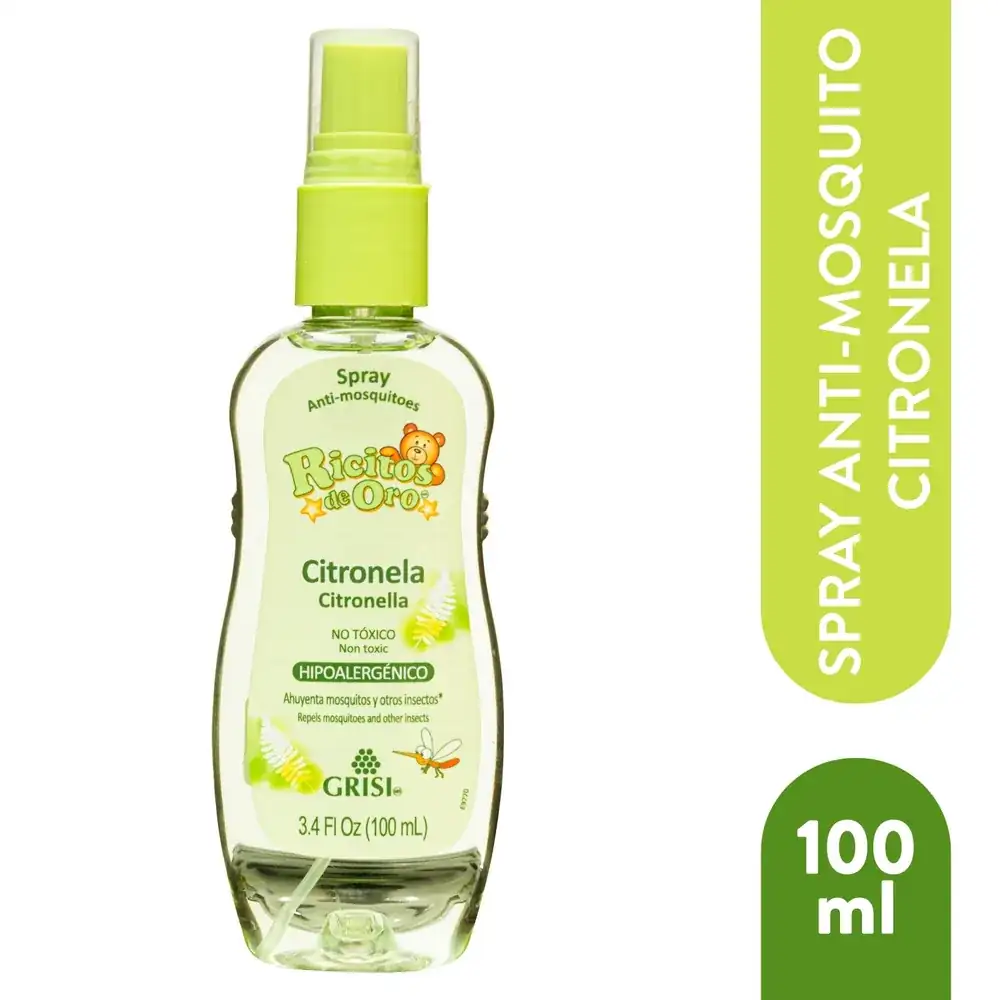 Spray
Anti-mosquitoes
Ricitos
de Oro
Citronela
Citronella
NO TÓXICO
Non toxic
HIPOALERGÉNICO
Ahuyenta mosquitos y otros insectos*
Repels mosquitoes and other insects
GRISI
3.4 Fl Oz (100 mL)
E9770
SPRAY ANTI-MOSQUITO
CITRONELA
100
ml